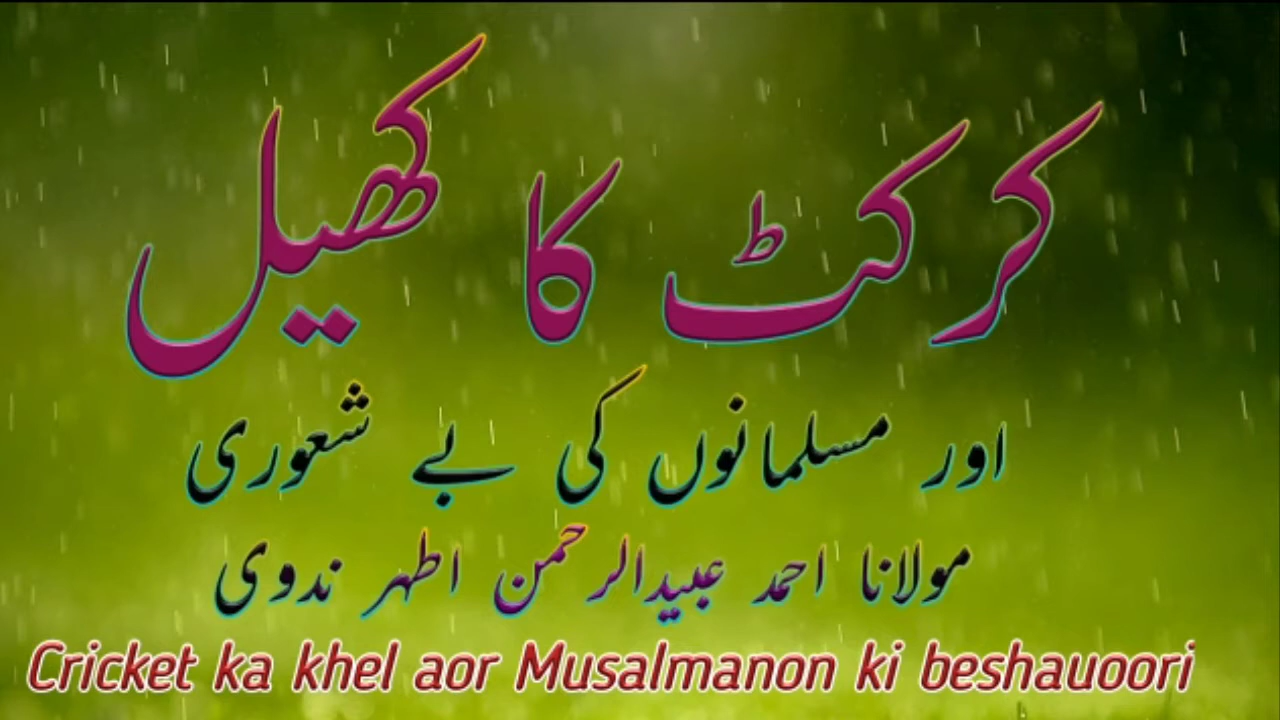 کرکٹ کا کھیل
اور مسلمانوں کی بے شعوری
مولانا احمد عبیدالرحمن اطہر ندوی
Cricket ka khel aor Musalmanon ki beshauoori